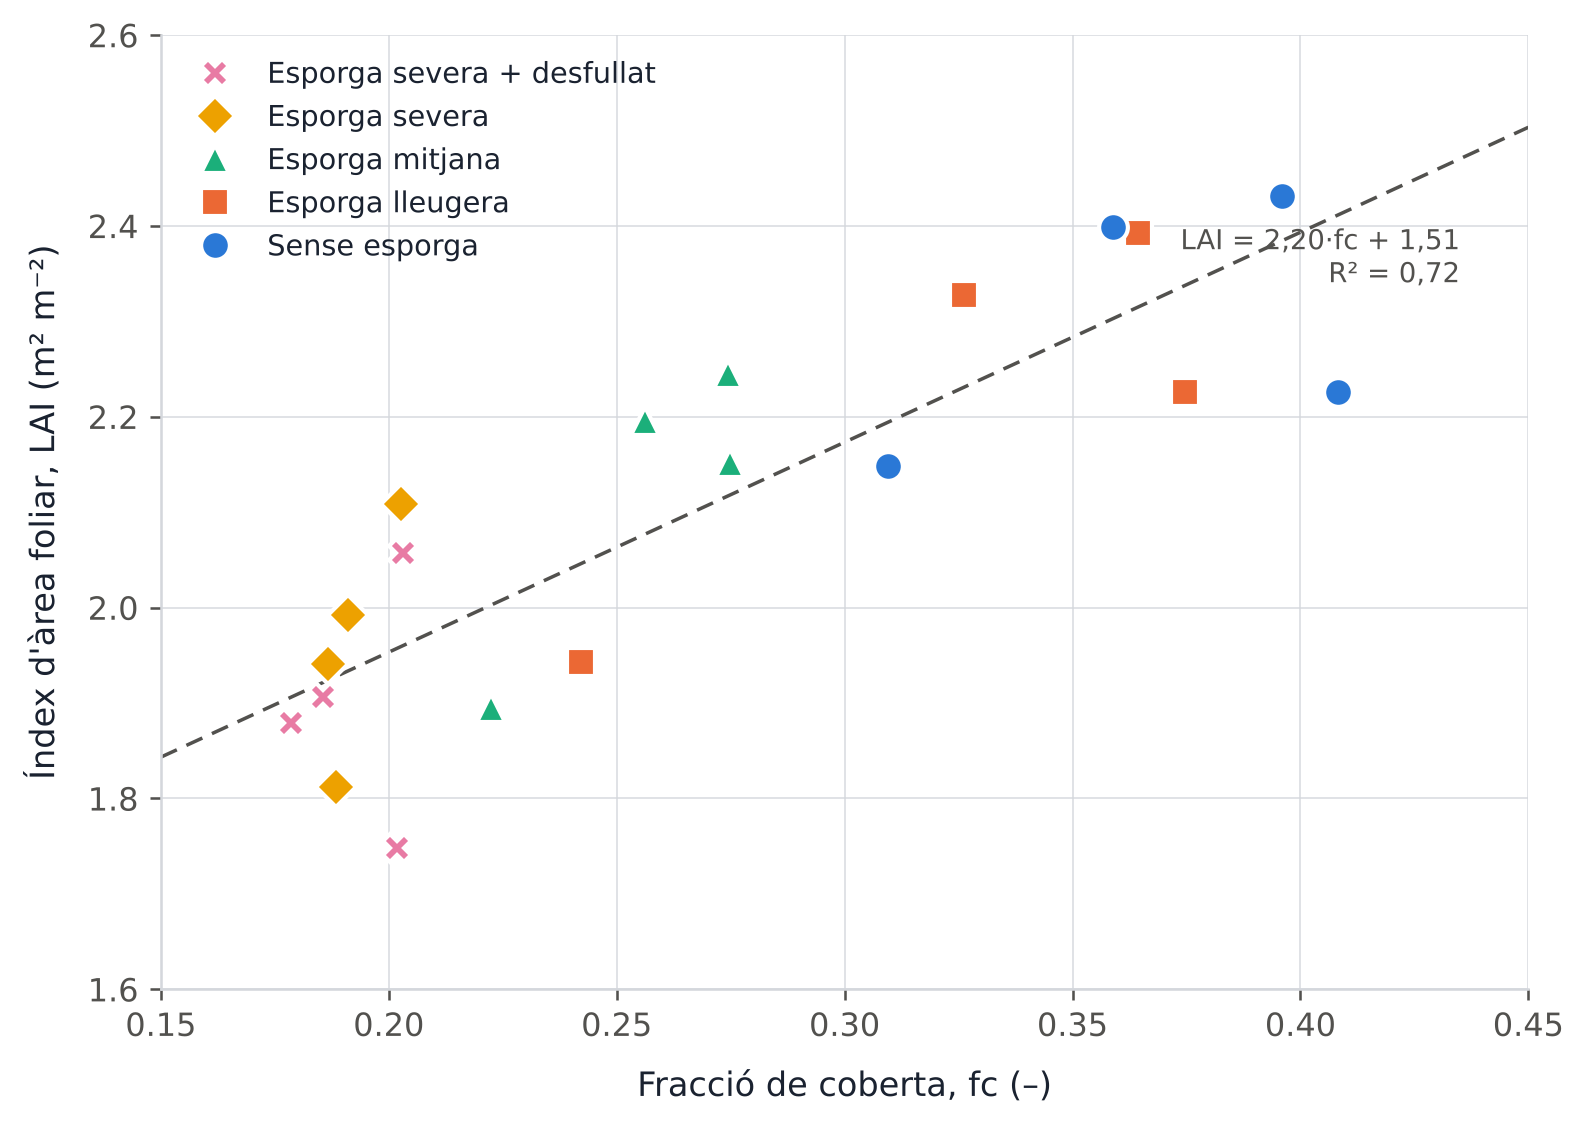 Esporga severa + desfullat
Esporga severa
Esporga mitjana
Esporga lleugera
Sense esporga
LAI = 2,20·fc + 1,51
R² = 0,72
Índex d'àrea foliar, LAI (m² m⁻²)
2.6
2.4
2.2
2.0
1.8
1.6
0.15 0.20 0.25 0.30 0.35 0.40 0.45
Fracció de coberta, fc (–)